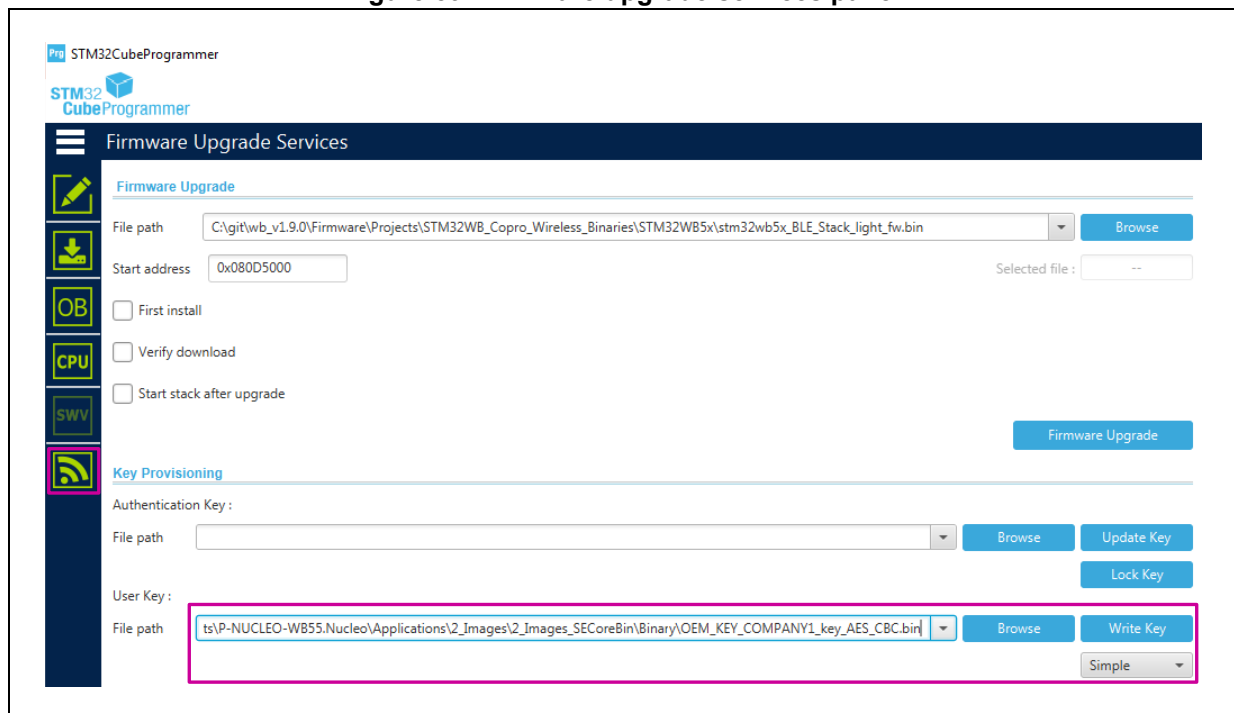 Prg STM32CubeProgrammer
STM32
CubeProgrammer
Firmware Upgrade Services
Firmware Upgrade
File path C:\git\wb_v1.9.0\Firmware\Projects\STM32WB_Copro_Wireless_Binaries\STM32WB5x\stm32wb5x_BLE_Stack_light_fw.bin Browse
Start address 0x080D5000 Selected file : --
OB First install
Verify download
CPU
Start stack after upgrade
SWV
Firmware Upgrade
Key Provisioning
Authentication Key :
File path Browse Update Key
Lock Key
User Key :
File path ts\P-NUCLEO-WB55.Nucleo\Applications\2_Images\2_Images_SECoreBin\Binary\OEM_KEY_COMPANY1_key_AES_CBC.bin Browse Write Key
Simple